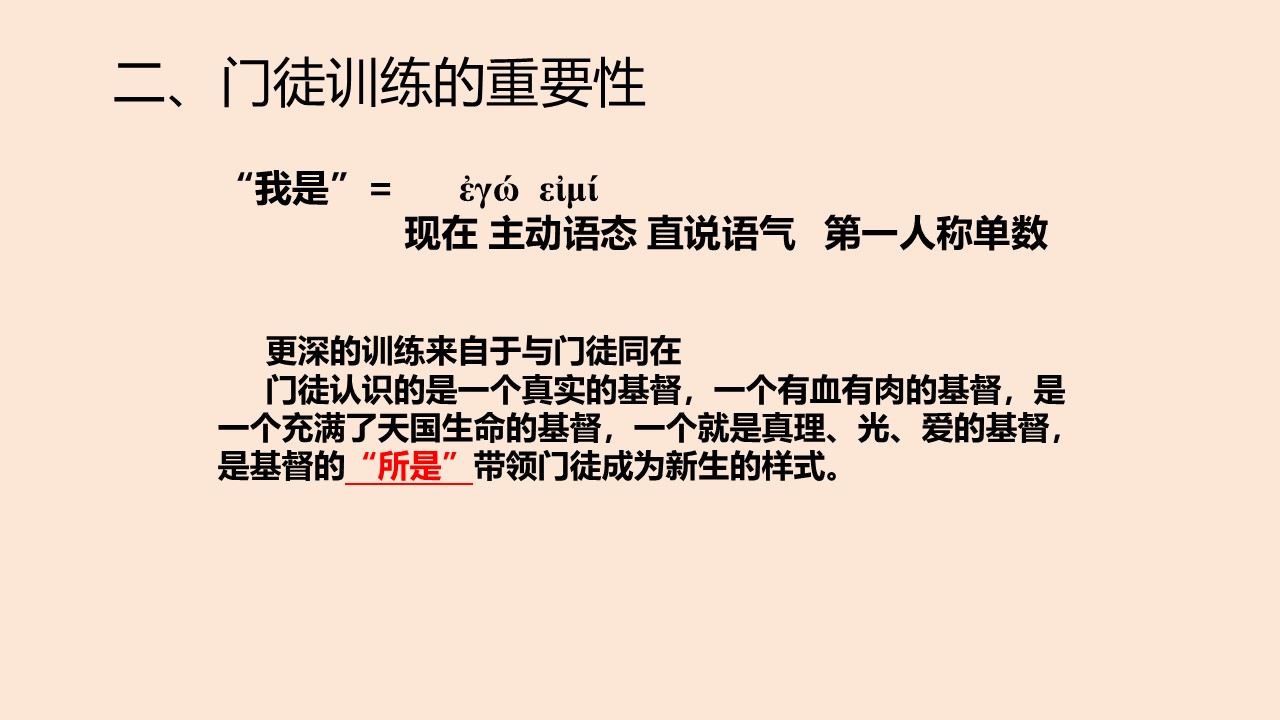 二、门徒训练的重要性
“我是” = ἐγώ εἰμί
现在 主动语态 直说语气 第一人称单数
更深的训练来自于与门徒同在
门徒认识的是一个真实的基督，一个有血有肉的基督，是
一个充满了天国生命的基督，一个就是真理、光、爱的基督，
是基督的“所是”带领门徒成为新生的样式。